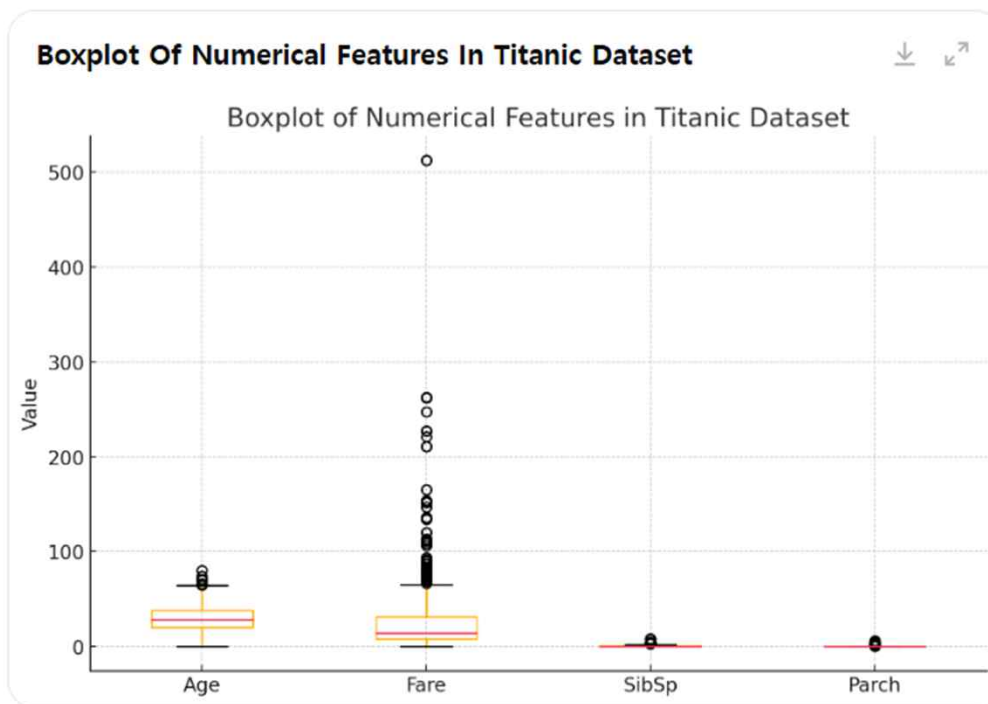 Boxplot Of Numerical Features In Titanic Dataset
Boxplot of Numerical Features in Titanic Dataset
500
400
300
200
100
0
Value
Age Fare SibSp Parch